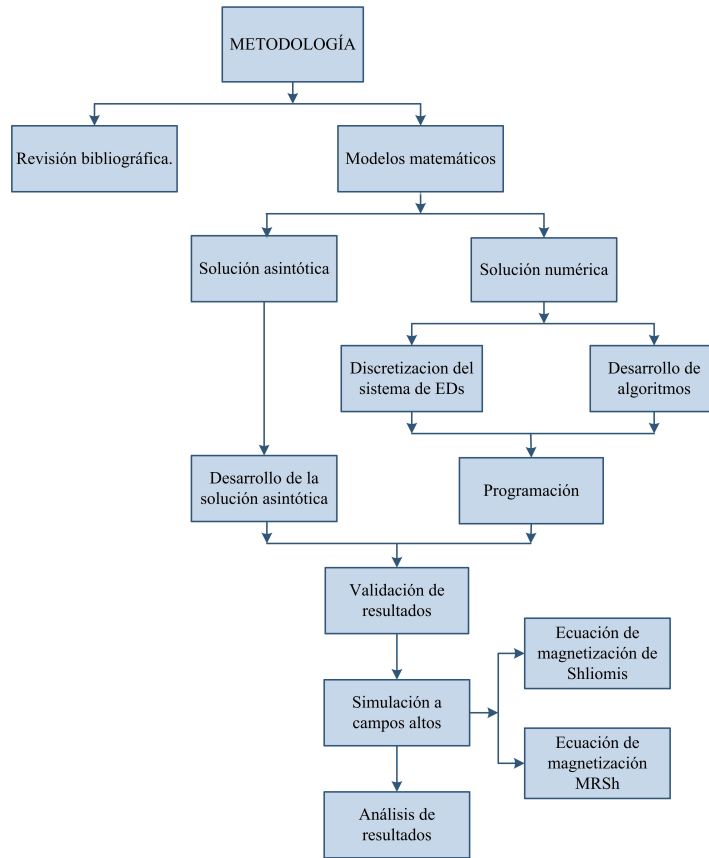 METODOLOGÍA
Revisión bibliográfica.
Modelos matemáticos
Solución asintótica
Solución numérica
Discretizacion del
sistema de EDs
Desarrollo de
algoritmos
Desarrollo de la
solución asintótica
Programación
Validación de
resultados
Ecuación de
magnetización de
Shliomis
Simulación a
campos altos
Ecuación de
magnetización
MRSh
Análisis de
resultados